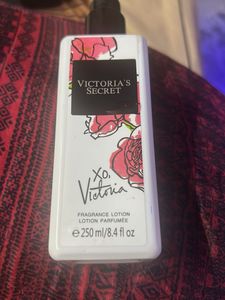 VICTORIA'S
SECRET
XO,
Victoria
FRAGRANCE LOTION
LOTION PARFUMÉE
℮ 250 ml/8.4 fl oz